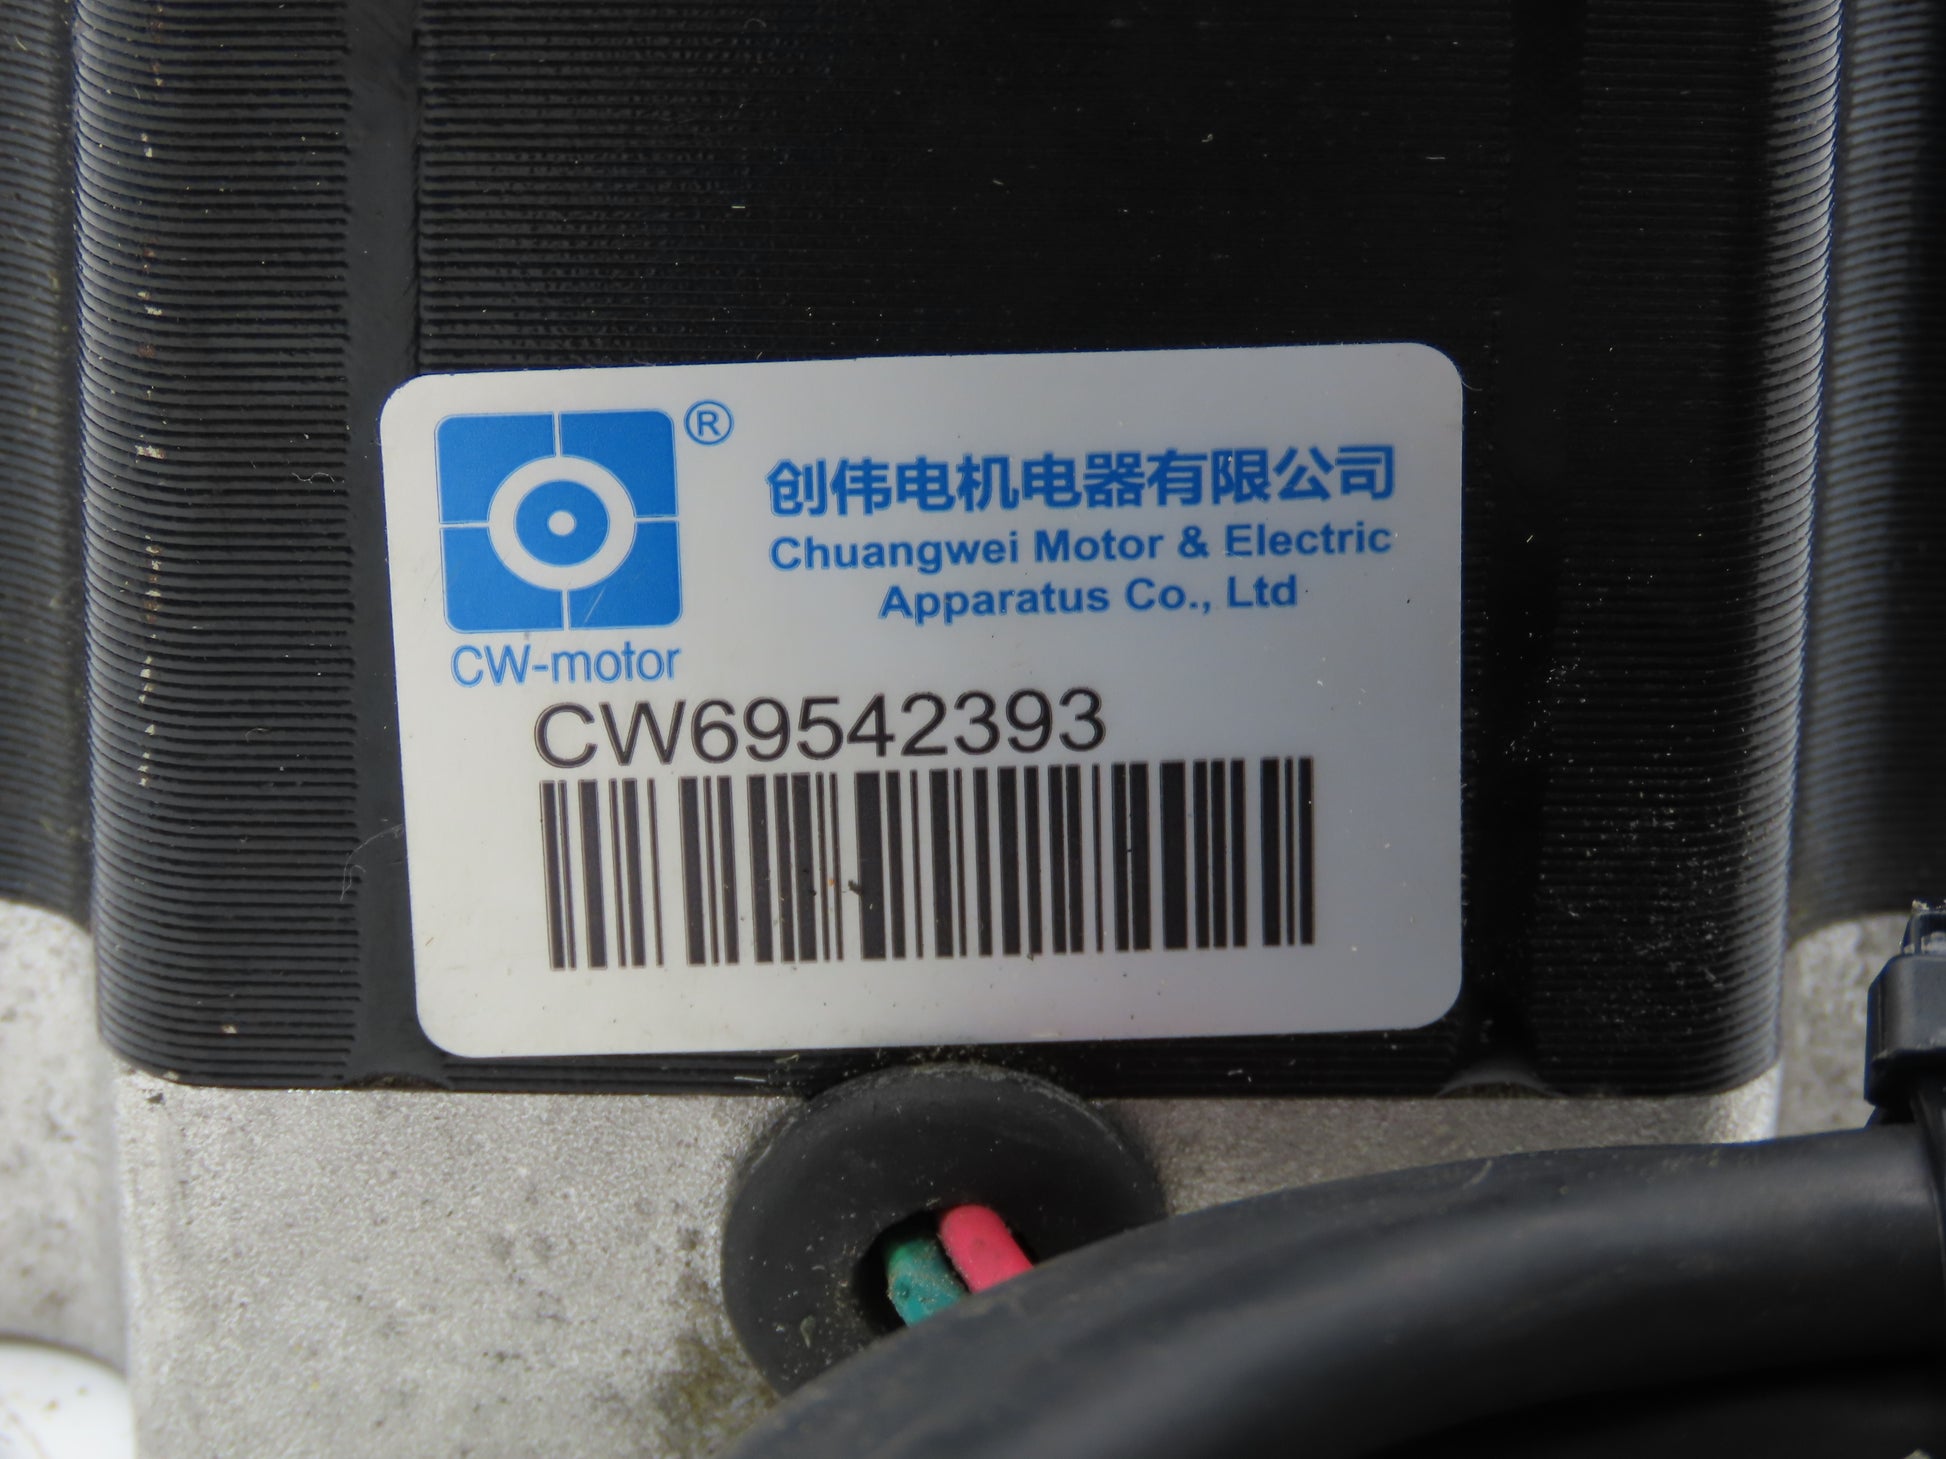 ®
创伟电机电器有限公司
Chuangwei Motor & Electric
Apparatus Co., Ltd
CW-motor
CW69542393